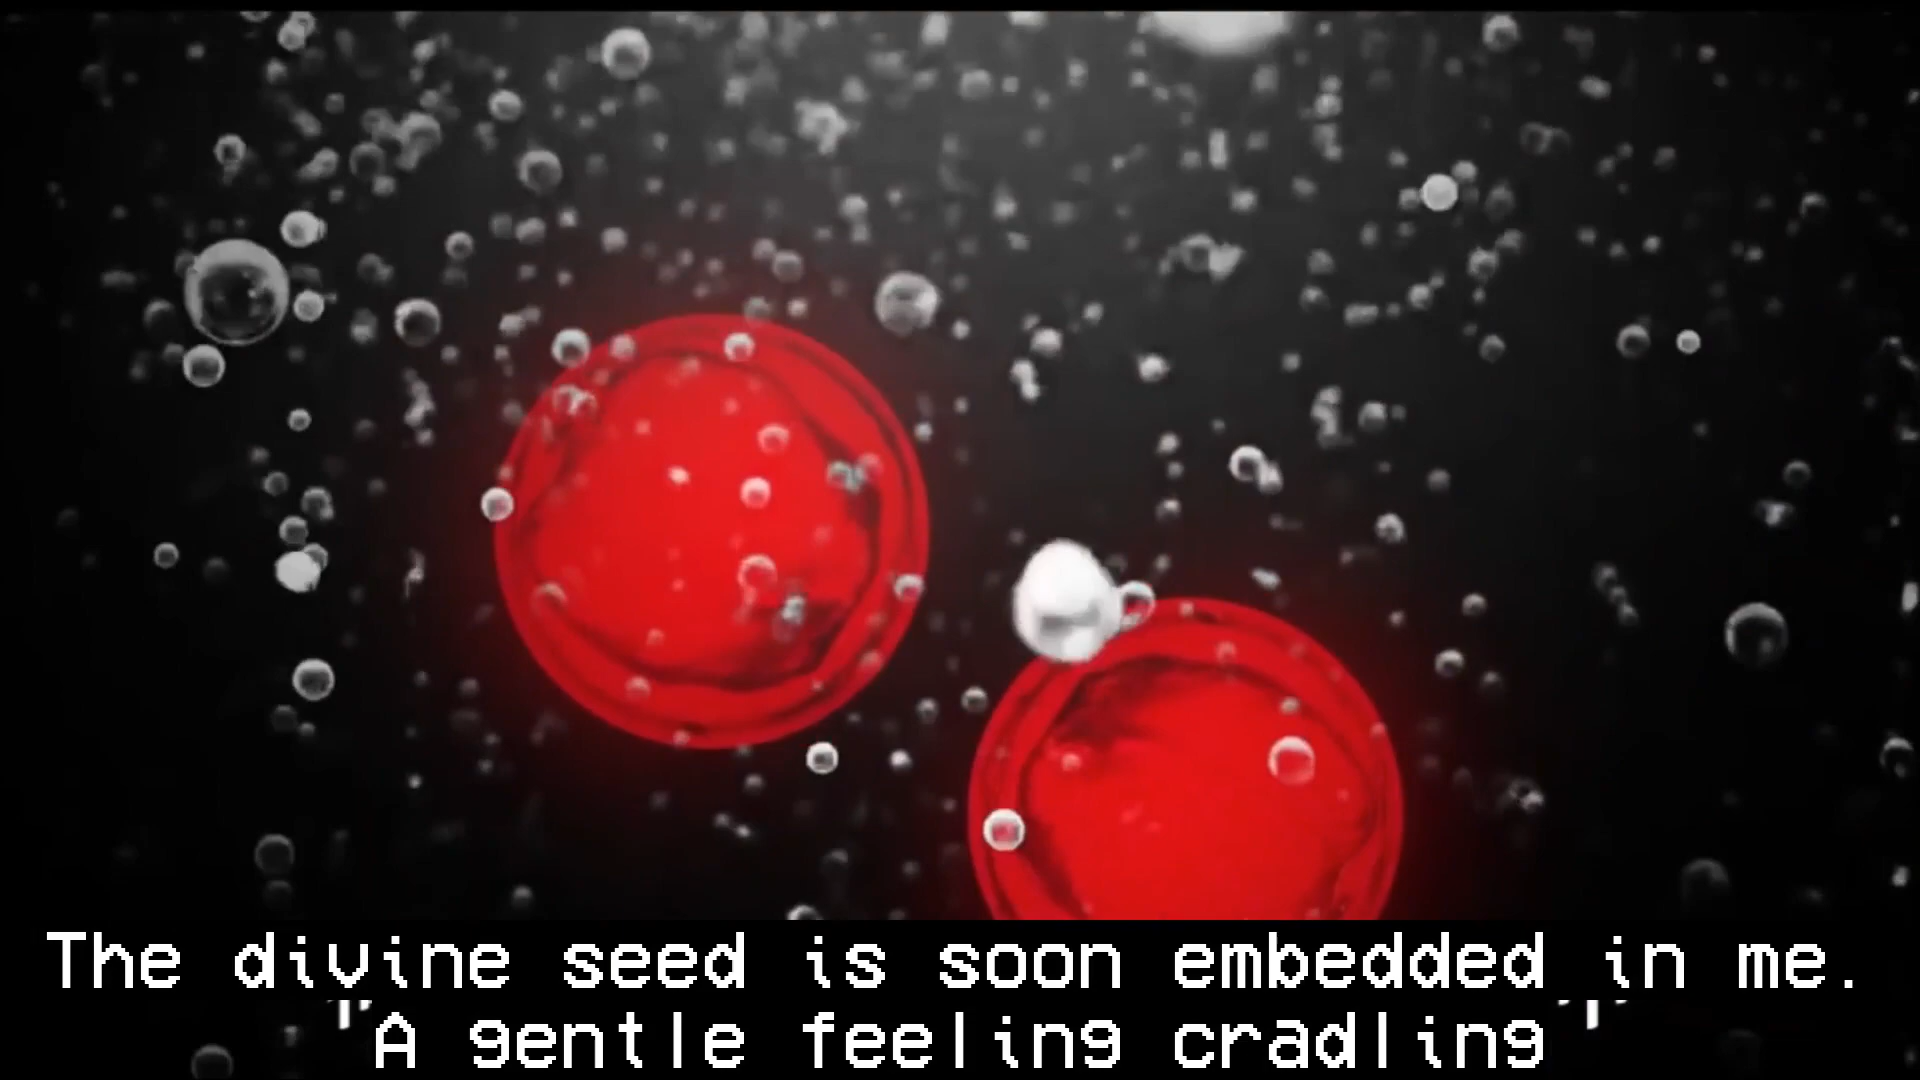 The divine seed is soon embedded in me.
A gentle feeling cradling